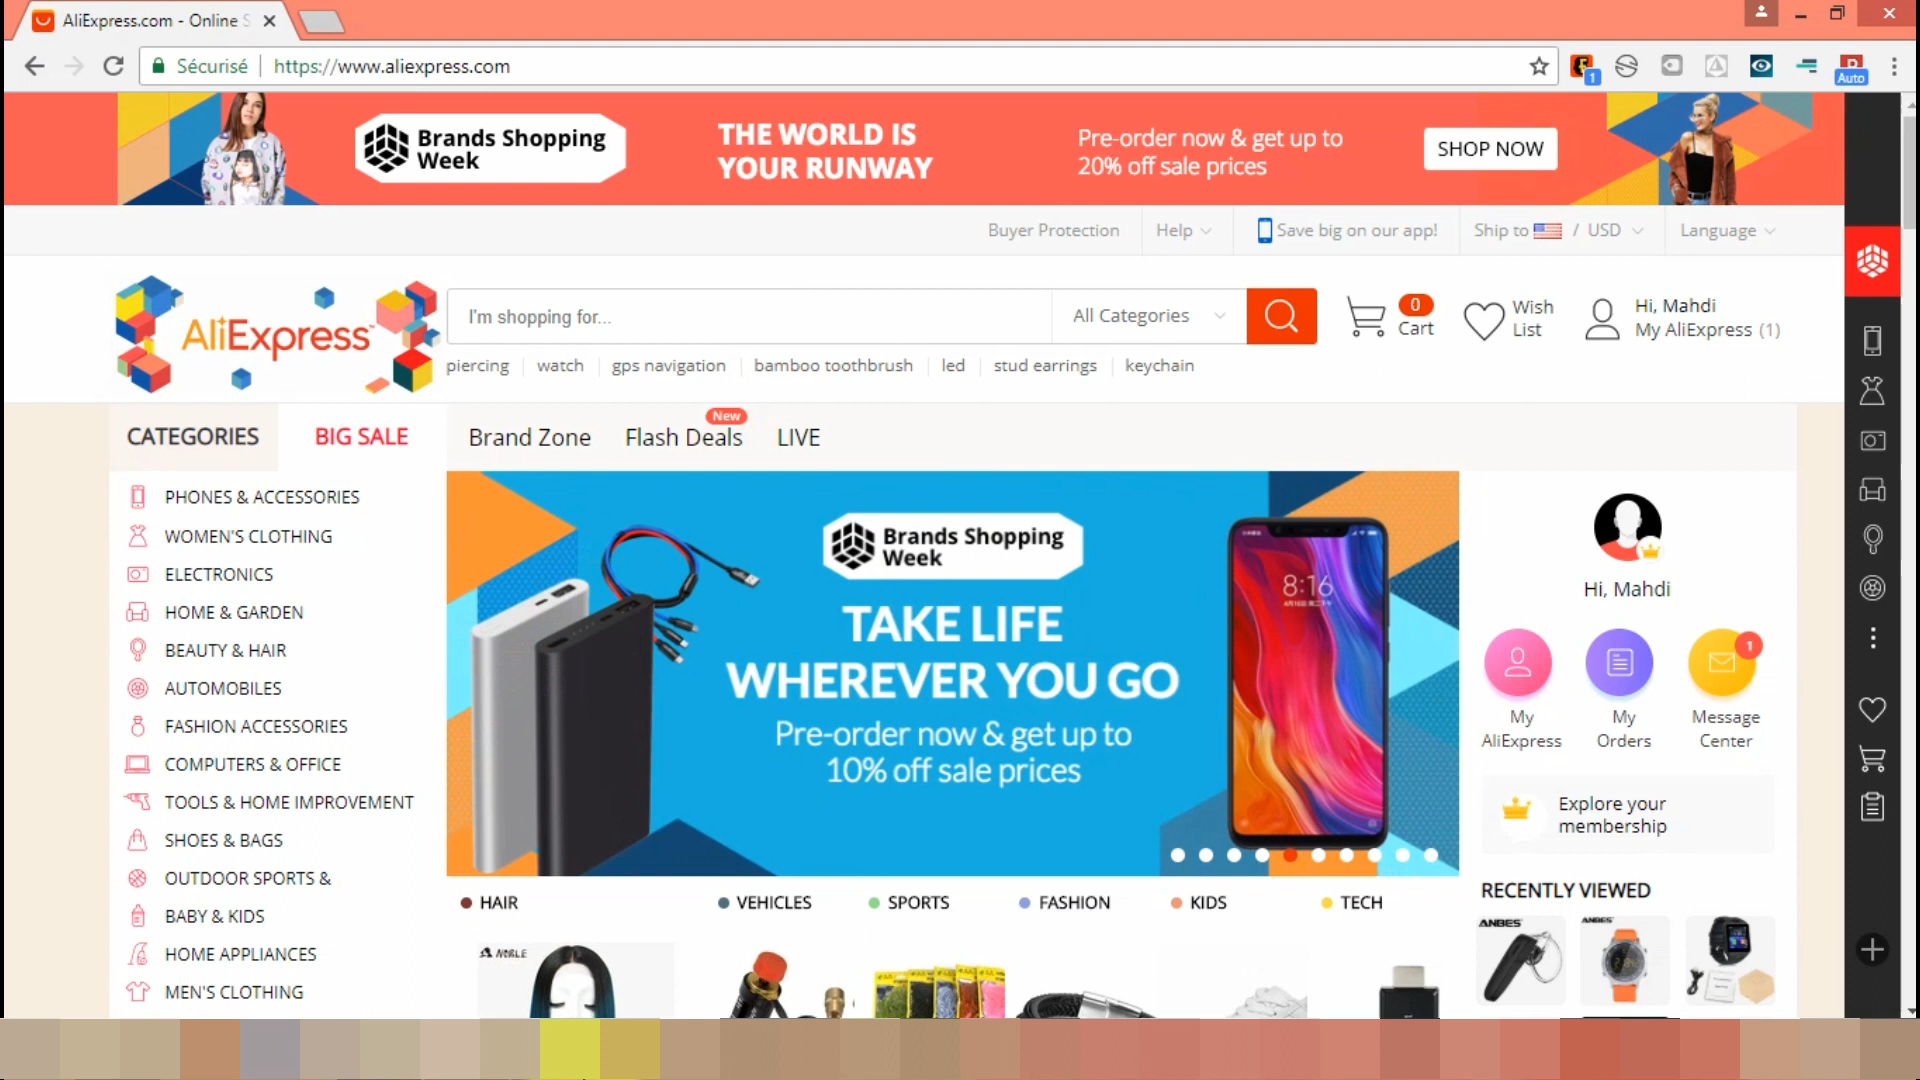 AliExpress.com - Online S
Sécurisé
https://www.aliexpress.com
1
Auto
Brands Shopping
Week
THE WORLD IS
YOUR RUNWAY
Pre-order now & get up to
20% off sale prices
SHOP NOW
Buyer Protection
Help
Save big on our app!
Ship to / USD
Language
AliExpress™
I'm shopping for...
All Categories
0
Cart
Wish
List
Hi, Mahdi
My AliExpress (1)
piercing
watch
gps navigation
bamboo toothbrush
led
stud earrings
keychain
CATEGORIES
BIG SALE
Brand Zone
New
Flash Deals
LIVE
PHONES & ACCESSORIES
WOMEN'S CLOTHING
ELECTRONICS
HOME & GARDEN
BEAUTY & HAIR
AUTOMOBILES
FASHION ACCESSORIES
COMPUTERS & OFFICE
TOOLS & HOME IMPROVEMENT
SHOES & BAGS
OUTDOOR SPORTS &
BABY & KIDS
HOME APPLIANCES
MEN'S CLOTHING
Brands Shopping
Week
TAKE LIFE
WHEREVER YOU GO
Pre-order now & get up to
10% off sale prices
8:16
Hi, Mahdi
1
My
AliExpress
My
Orders
Message
Center
Explore your
membership
RECENTLY VIEWED
ANBES
ANBES
HAIR
VEHICLES
SPORTS
FASHION
KIDS
TECH
NOBLE